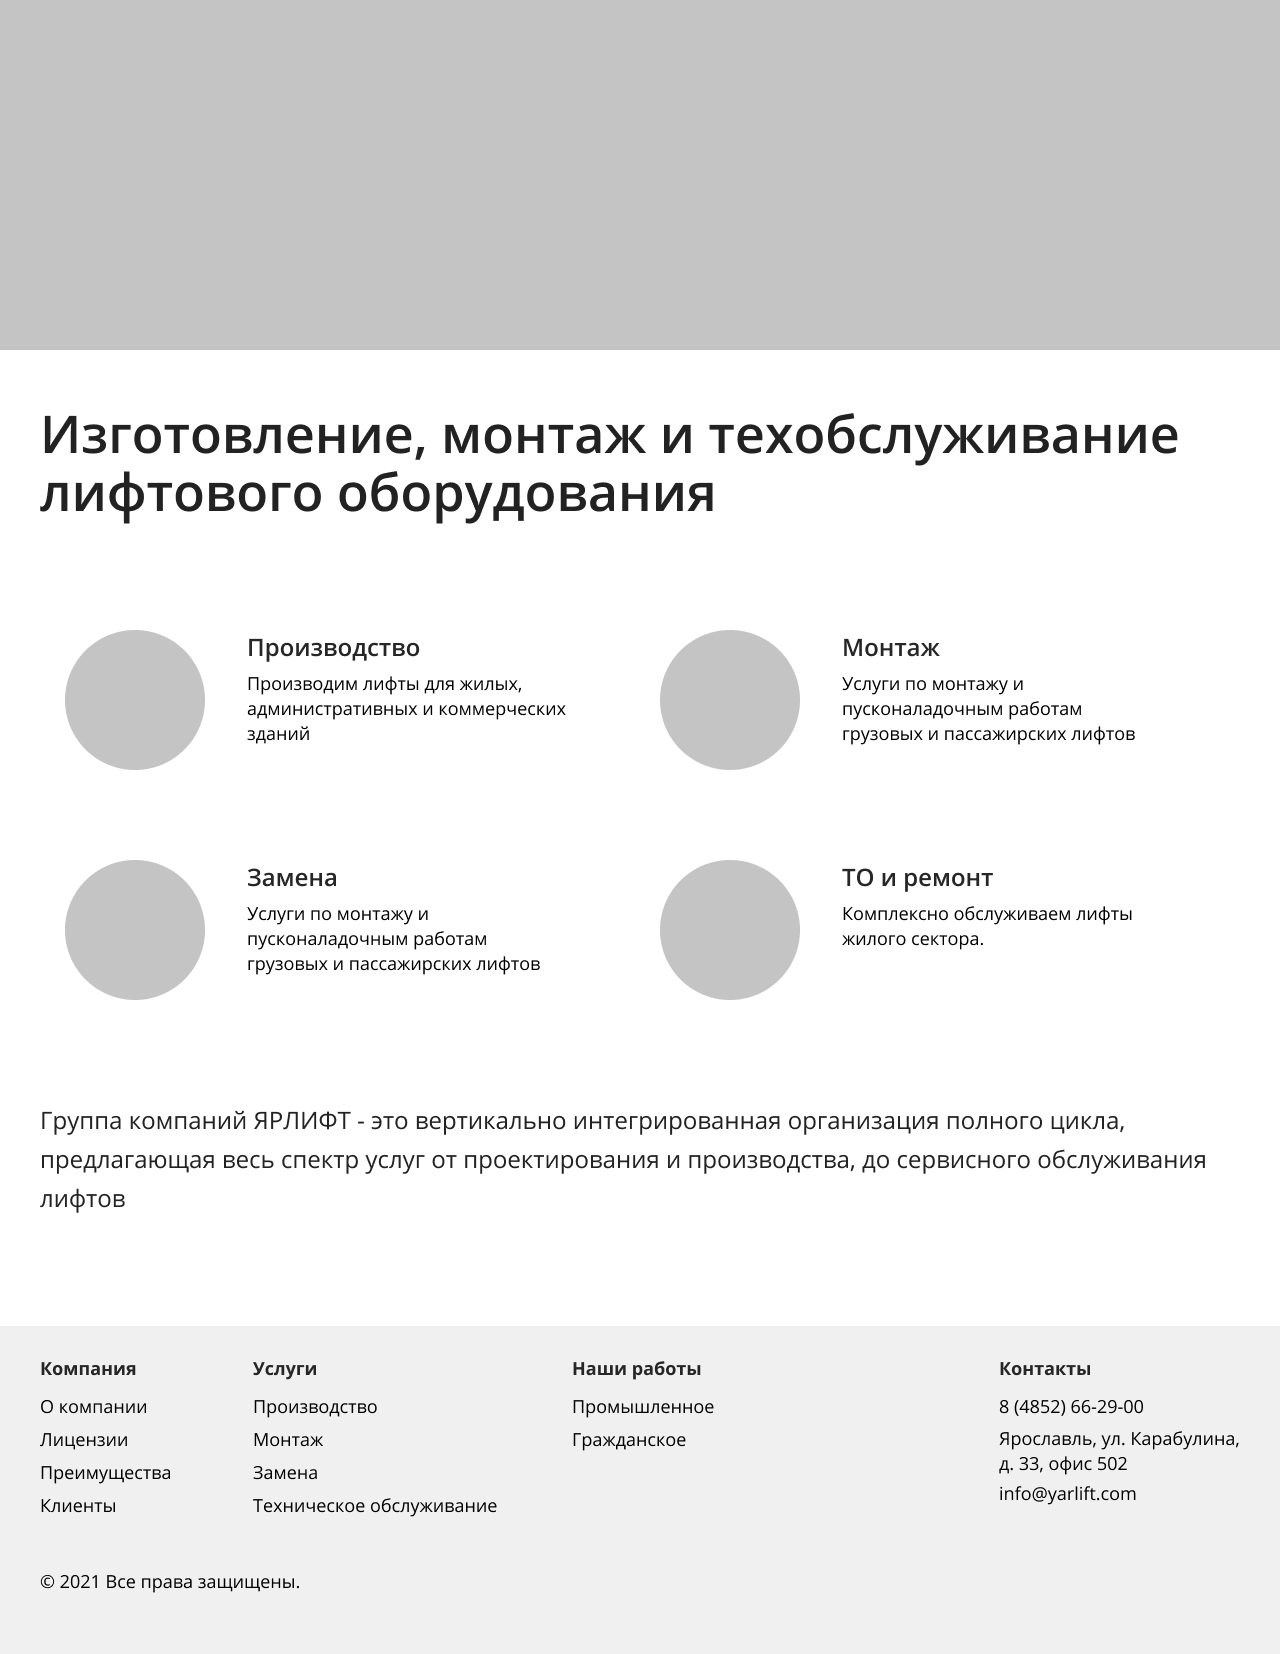 Изготовление, монтаж и техобслуживание
лифтового оборудования
Производство
Производим лифты для жилых,
административных и коммерческих
зданий
Монтаж
Услуги по монтажу и
пусконаладочным работам
грузовых и пассажирских лифтов
Замена
Услуги по монтажу и
пусконаладочным работам
грузовых и пассажирских лифтов
ТО и ремонт
Комплексно обслуживаем лифты
жилого сектора.
Группа компаний ЯРЛИФТ - это вертикально интегрированная организация полного цикла,
предлагающая весь спектр услуг от проектирования и производства, до сервисного обслуживания
лифтов
Компания
О компании
Лицензии
Преимущества
Клиенты
Услуги
Производство
Монтаж
Замена
Техническое обслуживание
Наши работы
Промышленное
Гражданское
Контакты
8 (4852) 66-29-00
Ярославль, ул. Карабулина,
д. 33, офис 502
info@yarlift.com
© 2021 Все права защищены.